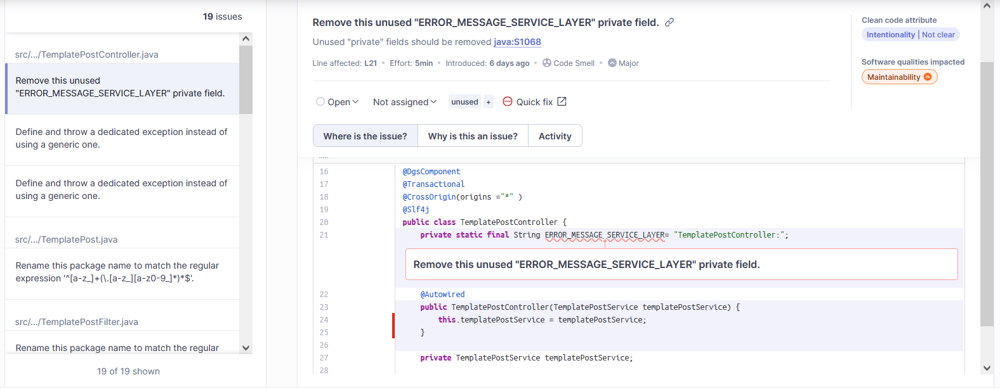 19 issues
src/.../TemplatePostController.java
Remove this unused
"ERROR_MESSAGE_SERVICE_LAYER" private field.
Define and throw a dedicated exception instead of
using a generic one.
Define and throw a dedicated exception instead of
using a generic one.
src/.../TemplatePost.java
Rename this package name to match the regular
expression '^[a-z_]+(\.[a-z_][a-z0-9_]*)*$'.
src/.../TemplatePostFilter.java
Rename this package name to match the regular
19 of 19 shown
Remove this unused "ERROR_MESSAGE_SERVICE_LAYER" private field.
Unused "private" fields should be removed java:S1068
Line affected: L21 • Effort: 5min • Introduced: 6 days ago • Code Smell • Major
Open Not assigned unused + Quick fix
Where is the issue? Why is this an issue? Activity
Clean code attribute
Intentionality | Not clear
Software qualities impacted
Maintainability
16 @DgsComponent
17 @Transactional
18 @CrossOrigin(origins ="*" )
19 @Slf4j
20 public class TemplatePostController {
21 private static final String ERROR_MESSAGE_SERVICE_LAYER= "TemplatePostController:";
Remove this unused "ERROR_MESSAGE_SERVICE_LAYER" private field.
22 @Autowired
23 public TemplatePostController(TemplatePostService templatePostService) {
24 this.templatePostService = templatePostService;
25 }
26
27 private TemplatePostService templatePostService;
28